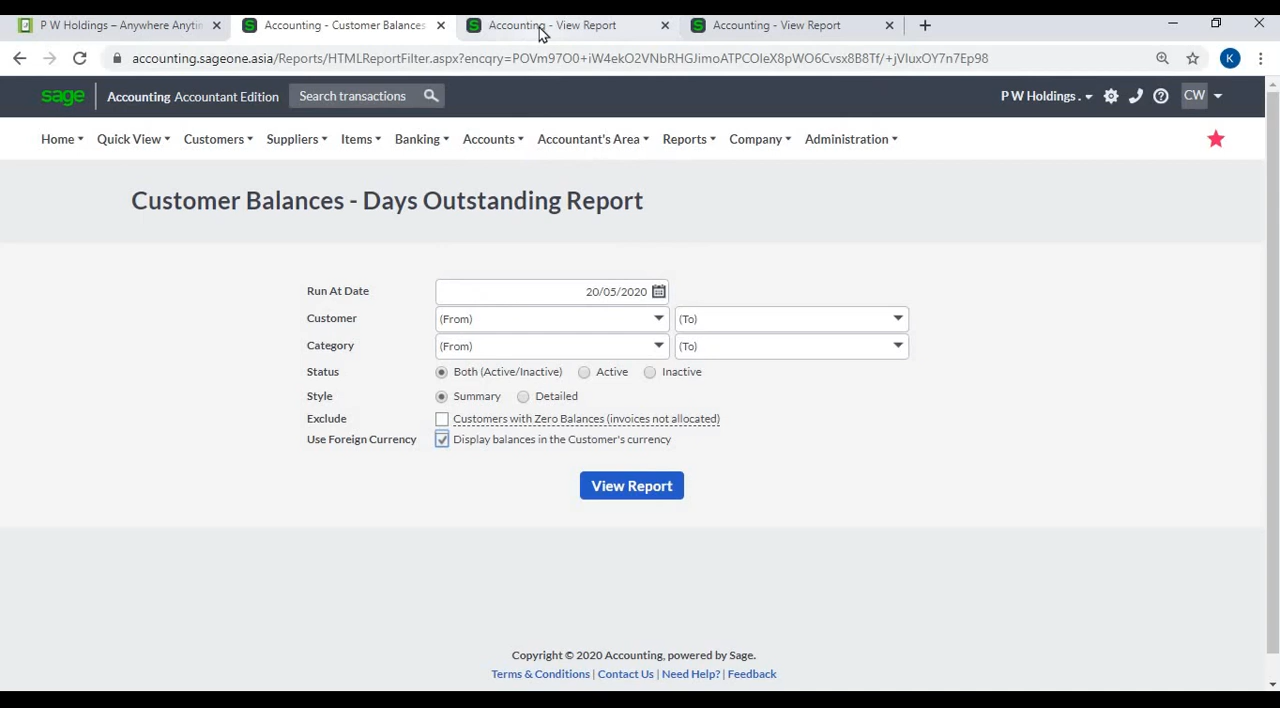 P W Holdings – Anywhere Anytim
Accounting - Customer Balances
Accounting - View Report
Accounting - View Report
accounting.sageone.asia/Reports/HTMLReportFilter.aspx?encqry=POVm97O0+iW4ekO2VNbRHGJimoATPCOIeX8pWO6Cvsx8B8Tf/+jVIuxOY7n7Ep98
K
sage Accounting Accountant Edition
Search transactions
P W Holdings .
CW
Home Quick View Customers Suppliers Items Banking Accounts Accountant's Area Reports Company Administration
Customer Balances - Days Outstanding Report
Run At Date 20/05/2020
Customer (From) (To)
Category (From) (To)
Status Both (Active/Inactive) Active Inactive
Style Summary Detailed
Exclude Customers with Zero Balances (invoices not allocated)
Use Foreign Currency Display balances in the Customer's currency
View Report
Copyright © 2020 Accounting, powered by Sage.
Terms & Conditions | Contact Us | Need Help? | Feedback